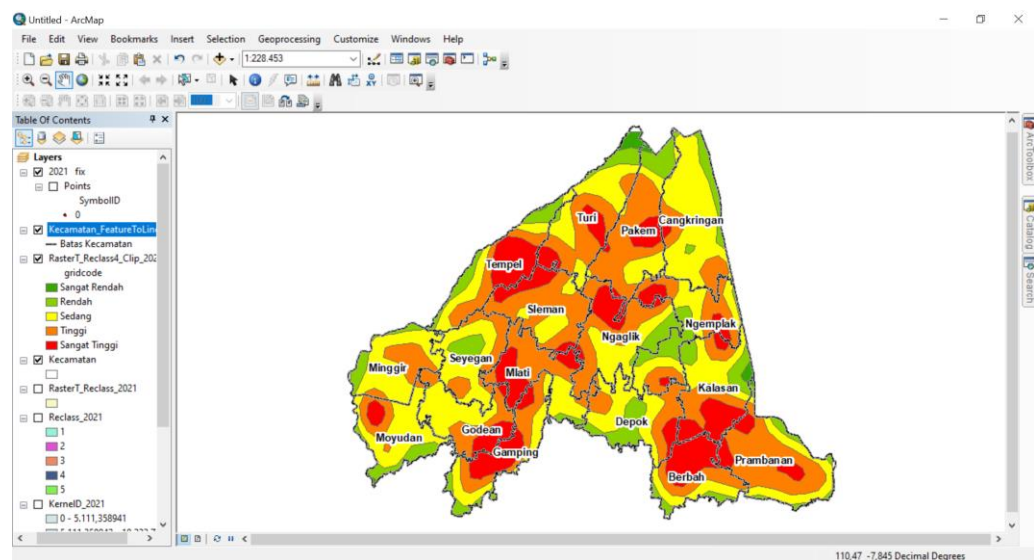 Untitled - ArcMap
File Edit View Bookmarks Insert Selection Geoprocessing Customize Windows Help
1:228.453
Table Of Contents
Layers
2021 fix
Points
SymbolID
0
Kecamatan_FeatureToLin
Batas Kecamatan
RasterT_Reclass4_Clip_202
gridcode
Sangat Rendah
Rendah
Sedang
Tinggi
Sangat Tinggi
Kecamatan
RasterT_Reclass_2021
Reclass_2021
1
2
3
4
5
KernelD_2021
0 - 5.111,358941
Turi
Cangkringan
Pakem
Tempel
Sleman
Ngemplak
Ngaglik
Seyegan
Minggir
Mlati
Kalasan
Depok
Godean
Moyudan
Gamping
Prambanan
Berbah
ArcToolbox
Catalog
Search
110,47 -7,845 Decimal Degrees